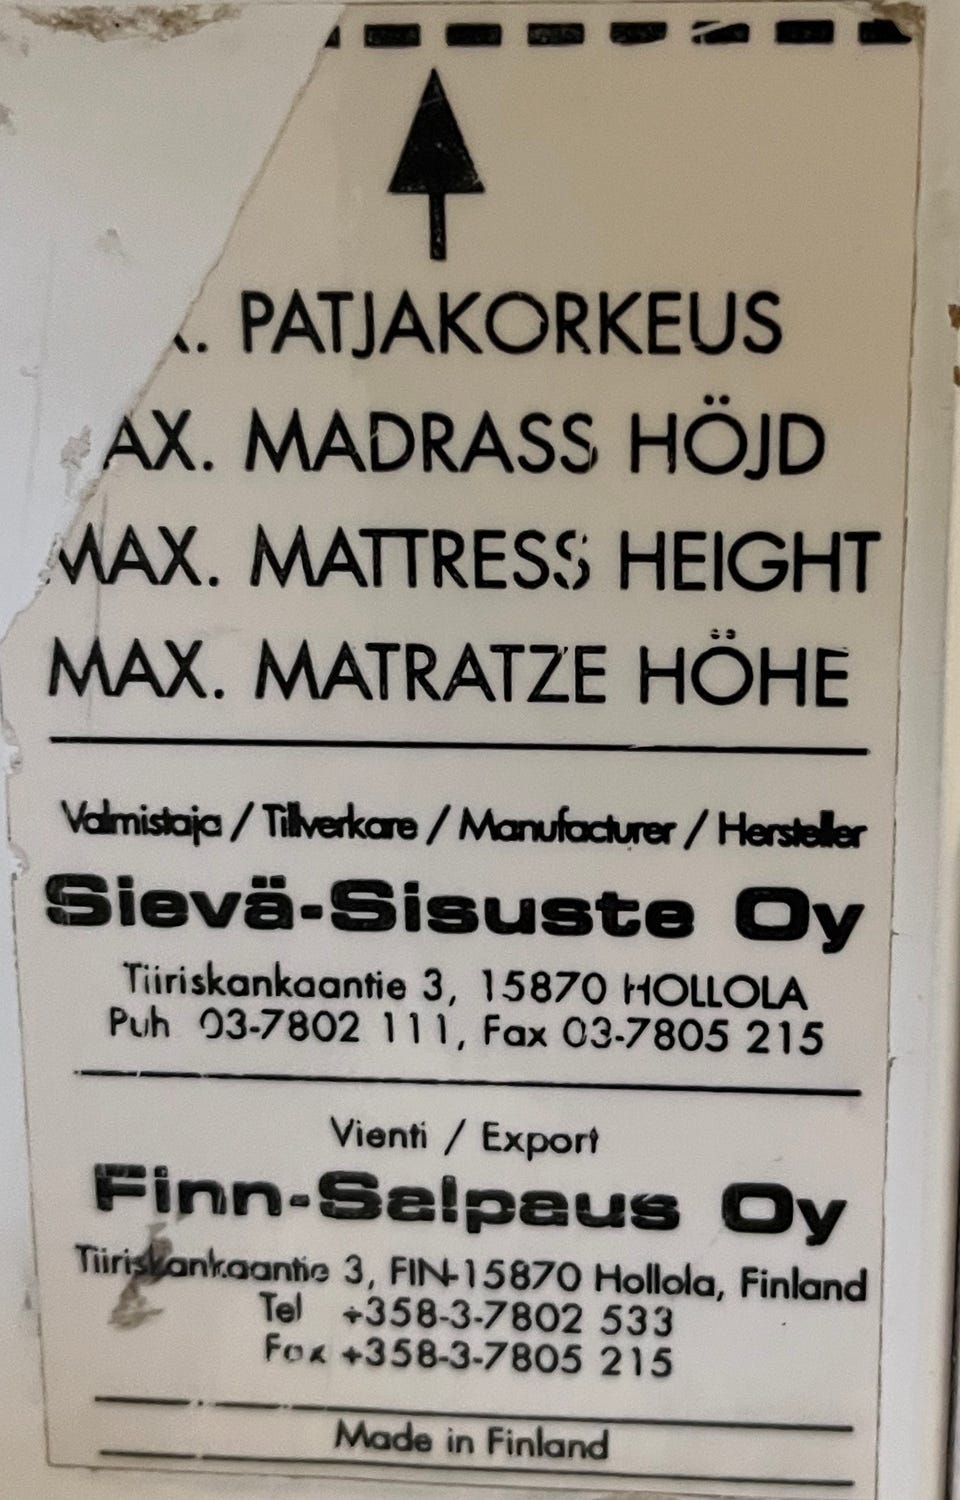 . PATJAKORKEUS
AX. MADRASS HÖJD
MAX. MATTRESS HEIGHT
MAX. MATRATZE HÖHE
Valmistaja / Tillverkare / Manufacturer / Hersteller
Sievä-Sisuste Oy
Tiiriskankaantie 3, 15870 HOLLOLA
Puh 03-7802 111, Fax 03-7805 215
Vienti / Export
Finn-Salpaus Oy
Tiiriskankaantie 3, FIN-15870 Hollola, Finland
Tel +358-3-7802 533
Fax +358-3-7805 215
Made in Finland